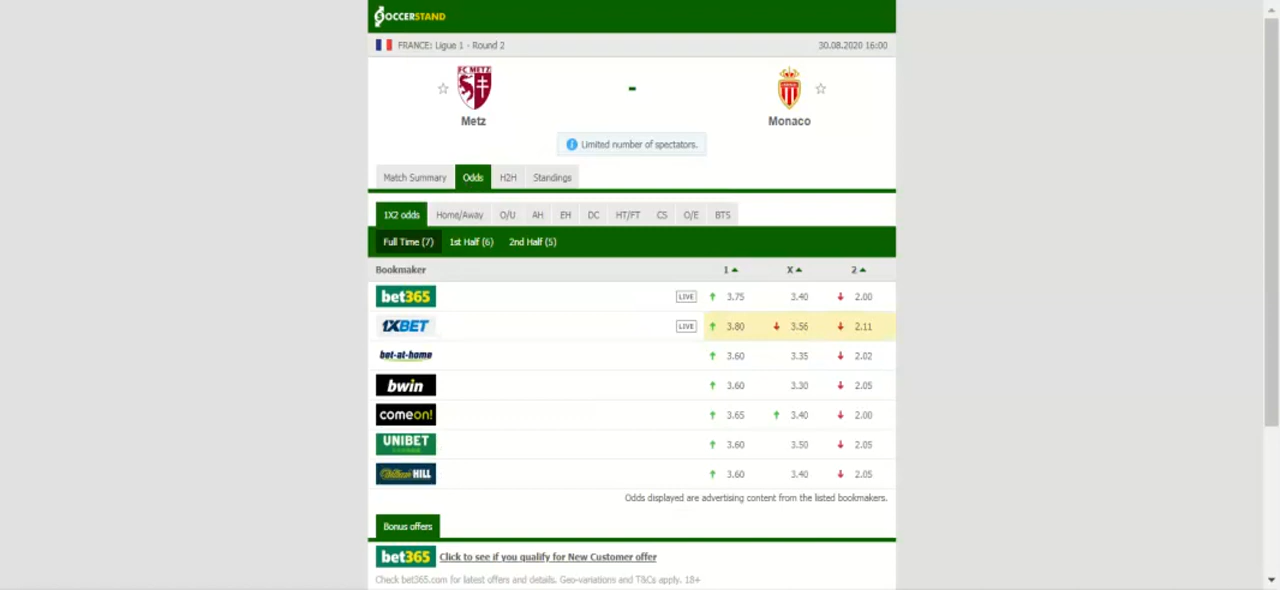 SOCCERSTAND
FRANCE: Ligue 1 - Round 2 30.08.2020 16:00
FC METZ
-
Metz Monaco
Limited number of spectators.
Match Summary Odds H2H Standings
1X2 odds Home/Away O/U AH EH DC HT/FT CS O/E BTS
Full Time (7) 1st Half (6) 2nd Half (5)
Bookmaker 1 X 2
bet365 LIVE 3.75 3.40 2.00
1XBET LIVE 3.80 3.56 2.11
bet-at-home 3.60 3.35 2.02
bwin 3.60 3.30 2.05
comeon! 3.65 3.40 2.00
UNIBET 3.60 3.50 2.05
William HILL 3.60 3.40 2.05
Odds displayed are advertising content from the listed bookmakers.
Bonus offers
bet365 Click to see if you qualify for New Customer offer
Check bet365.com for latest offers and details. Geo-variations and T&Cs apply. 18+